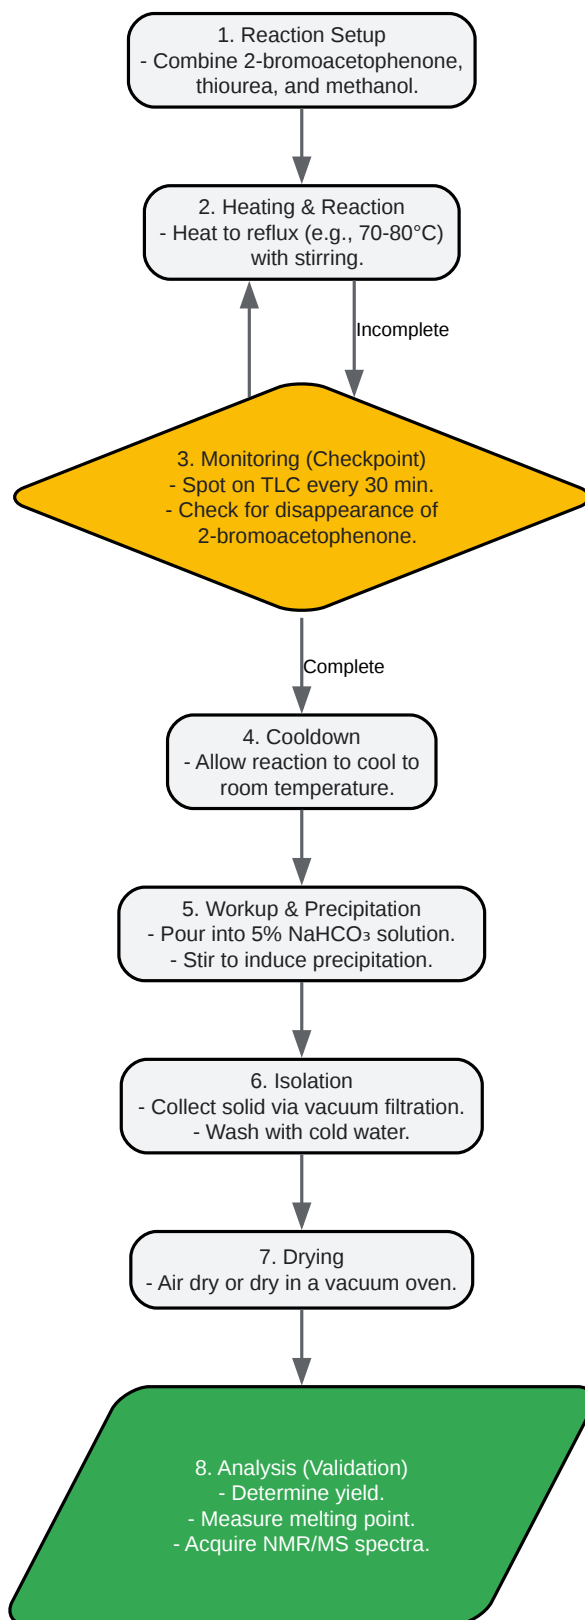 1. Reaction Setup
- Combine 2-bromoacetophenone,
thiourea, and methanol.
2. Heating & Reaction
- Heat to reflux (e.g., 70-80°C)
with stirring.
Incomplete
3. Monitoring (Checkpoint)
- Spot on TLC every 30 min.
- Check for disappearance of
2-bromoacetophenone.
Complete
4. Cooldown
- Allow reaction to cool to
room temperature.
5. Workup & Precipitation
- Pour into 5% NaHCO₃ solution.
- Stir to induce precipitation.
6. Isolation
- Collect solid via vacuum filtration.
- Wash with cold water.
7. Drying
- Air dry or dry in a vacuum oven.
8. Analysis (Validation)
- Determine yield.
- Measure melting point.
- Acquire NMR/MS spectra.